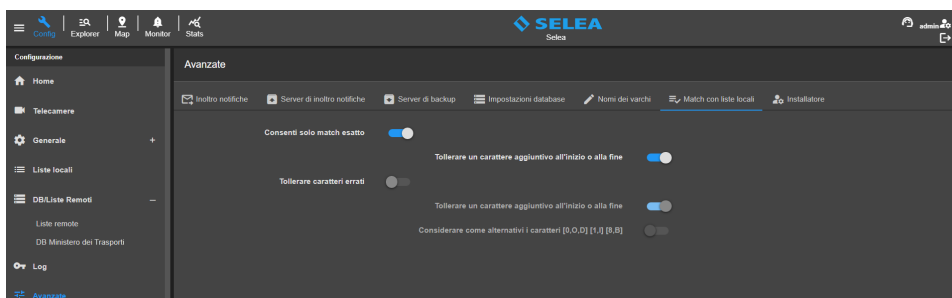 Config
Explorer
Map
Monitor
Stats
SELEA
Selea
admin
Configurazione
Home
Telecamere
Generale +
Liste locali
DB/Liste Remoti –
Liste remote
DB Ministero dei Trasporti
Log
Avanzate
Avanzate
Inoltro notifiche
Server di inoltro notifiche
Server di backup
Impostazioni database
Nomi dei varchi
Match con liste locali
Installatore
Consenti solo match esatto
Tollerare un carattere aggiuntivo all'inizio o alla fine
Tollerare caratteri errati
Tollerare un carattere aggiuntivo all'inizio o alla fine
Considerare come alternativi i caratteri [0,O,D] [1,I] [8,B]